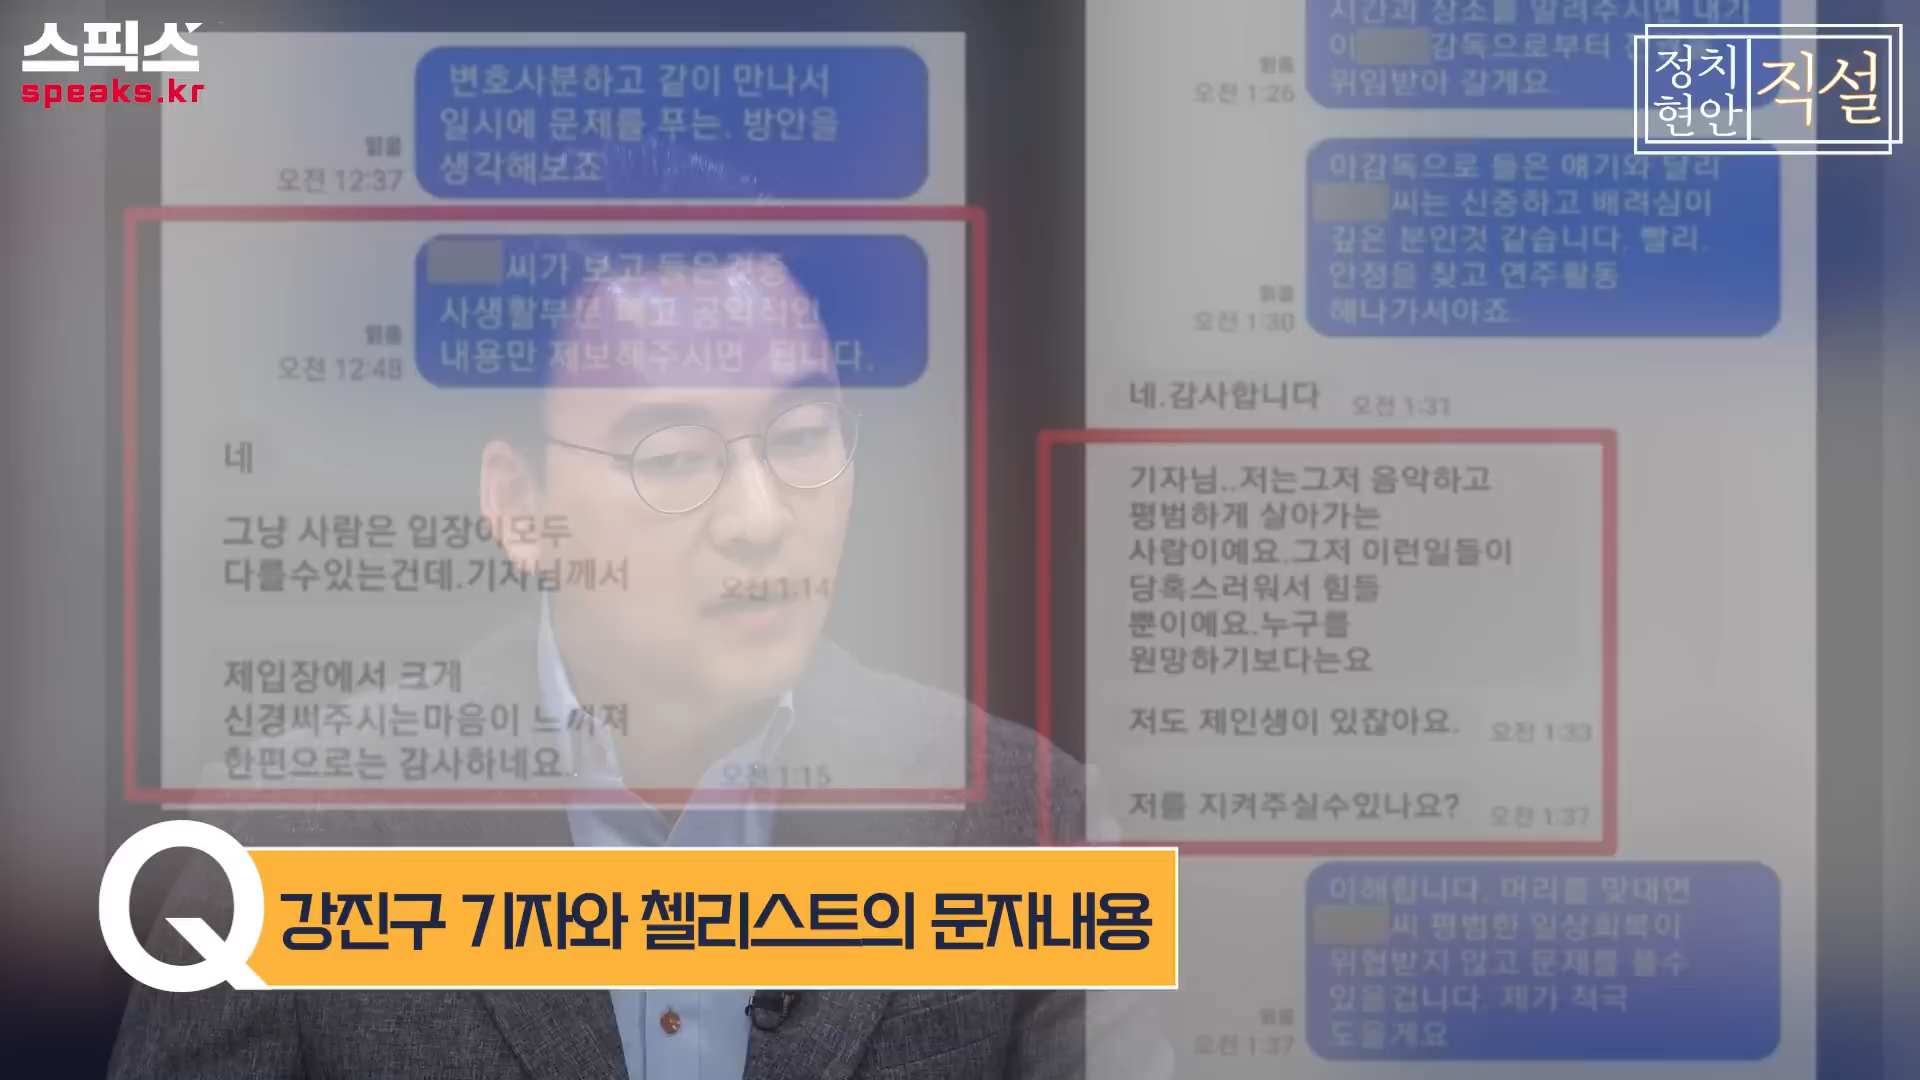 스픽스
speaks.kr
정치
현안
직설
변호사분하고 같이 만나서
일시에 문제를 푸는. 방안을
생각해보죠
읽음
오전 12:37
씨가 보고 들은
사생활부분 빼고 공익적인
내용만 제보해주시면 됩니다.
읽음
오전 12:48
네
그냥 사람은 입장이모두
다를수있는건데.기자님께서
오전 1:14
제입장에서 크게
신경써주시는마음이 느껴져
한편으로는 감사하네요.
오전 1:15
시간과 장소를 알려주시면 내가
이 감독으로부터
위임받아 갈게요.
읽음
오전 1:26
이감독으로 들은 얘기와 달리
씨는 신중하고 배려심이
깊은 분인것 같습니다. 빨리.
안정을 찾고 연주활동
해나가셔야죠.
읽음
오전 1:30
네.감사합니다
오전 1:31
기자님..저는그저 음악하고
평범하게 살아가는
사람이예요.그저 이런일들이
당혹스러워서 힘들
뿐이예요.누구를
원망하기보다는요
저도 제인생이 있잖아요.
오전 1:33
저를 지켜주실수있나요?
오전 1:37
이해됩니다. 머리를 맞대면
씨 평범한 일상회복이
위협받지 않고 문제를 풀수
있을겁니다. 제가 적극
도울게요
읽음
오전 1:37
Q
강진구 기자와 첼리스트의 문자내용